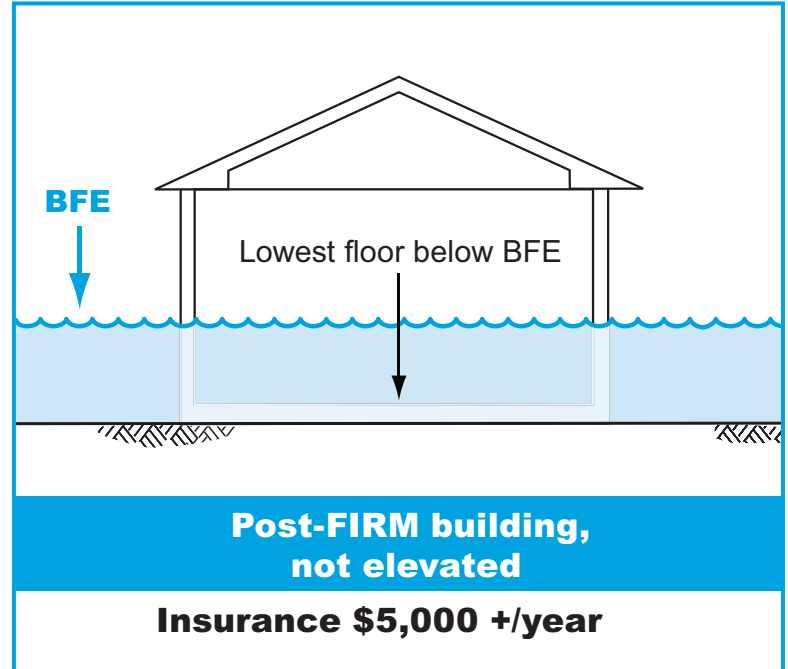 BFE
Lowest floor below BFE
Post-FIRM building,
not elevated
Insurance $5,000 +/year